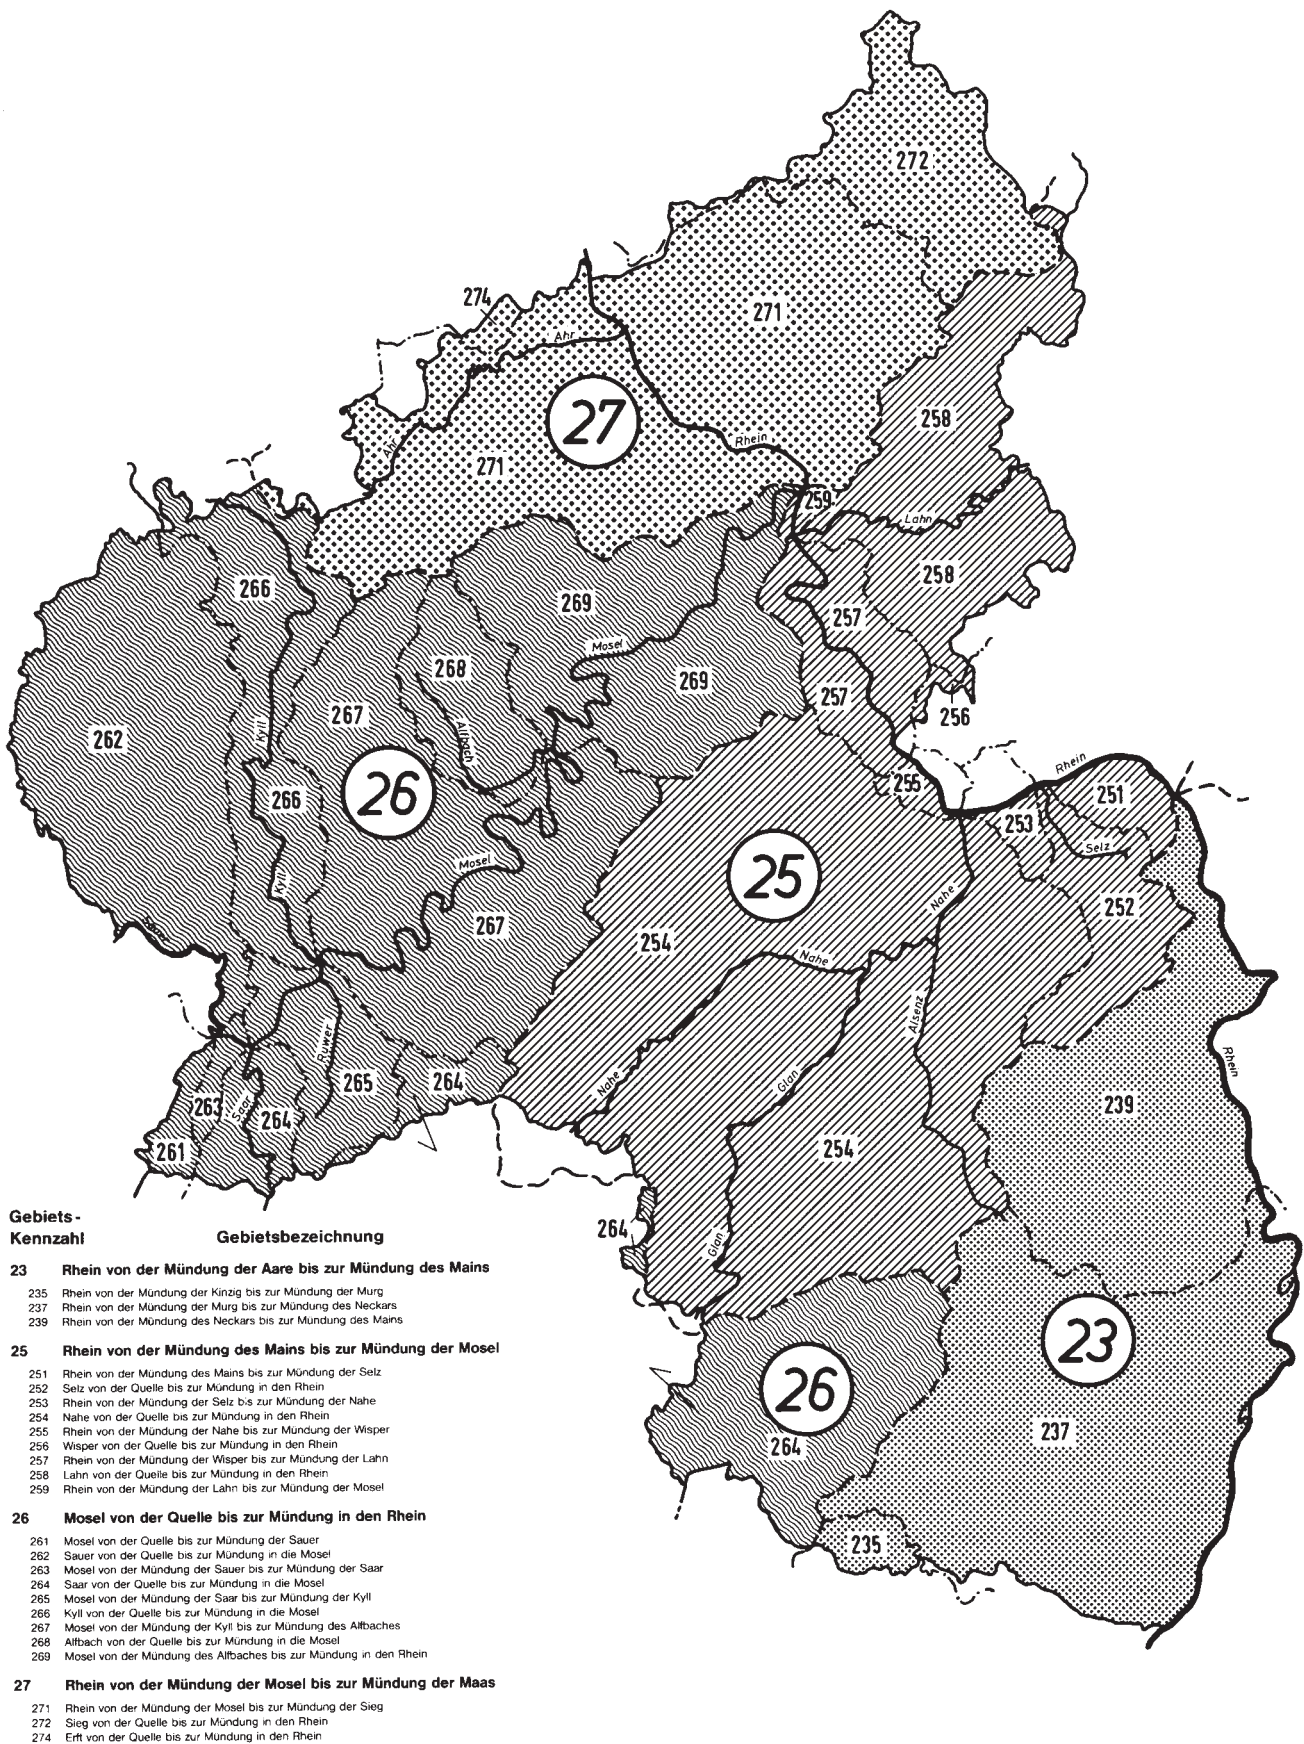 272
274
271
Ahr
27
258
Rhein
Ahr
271
259
Lahn
258
266
269
257
Mosel
268
269
257
256
267
262
Kyll
Alfbach
Rhein
255
251
26
266
253
Selz
Mosel
25
Kyll
Nahe
252
267
254
Nahe
Alsenz
Ruwer
Rhein
265
264
Nahe
Glan
263
Saar
264
239
261
254
264
Glan
23
26
237
264
235
Gebiets-
Kennzahl Gebietsbezeichnung
23 Rhein von der Mündung der Aare bis zur Mündung des Mains
235 Rhein von der Mündung der Kinzig bis zur Mündung der Murg
237 Rhein von der Mündung der Murg bis zur Mündung des Neckars
239 Rhein von der Mündung des Neckars bis zur Mündung des Mains
25 Rhein von der Mündung des Mains bis zur Mündung der Mosel
251 Rhein von der Mündung des Mains bis zur Mündung der Selz
252 Selz von der Quelle bis zur Mündung in den Rhein
253 Rhein von der Mündung der Selz bis zur Mündung der Nahe
254 Nahe von der Quelle bis zur Mündung in den Rhein
255 Rhein von der Mündung der Nahe bis zur Mündung der Wisper
256 Wisper von der Quelle bis zur Mündung in den Rhein
257 Rhein von der Mündung der Wisper bis zur Mündung der Lahn
258 Lahn von der Quelle bis zur Mündung in den Rhein
259 Rhein von der Mündung der Lahn bis zur Mündung der Mosel
26 Mosel von der Quelle bis zur Mündung in den Rhein
261 Mosel von der Quelle bis zur Mündung der Sauer
262 Sauer von der Quelle bis zur Mündung in die Mosel
263 Mosel von der Mündung der Sauer bis zur Mündung der Saar
264 Saar von der Quelle bis zur Mündung in die Mosel
265 Mosel von der Mündung der Saar bis zur Mündung der Kyll
266 Kyll von der Quelle bis zur Mündung in die Mosel
267 Mosel von der Mündung der Kyll bis zur Mündung des Alfbaches
268 Alfbach von der Quelle bis zur Mündung in die Mosel
269 Mosel von der Mündung des Alfbaches bis zur Mündung in den Rhein
27 Rhein von der Mündung der Mosel bis zur Mündung der Maas
271 Rhein von der Mündung der Mosel bis zur Mündung der Sieg
272 Sieg von der Quelle bis zur Mündung in den Rhein
274 Erft von der Quelle bis zur Mündung in den Rhein